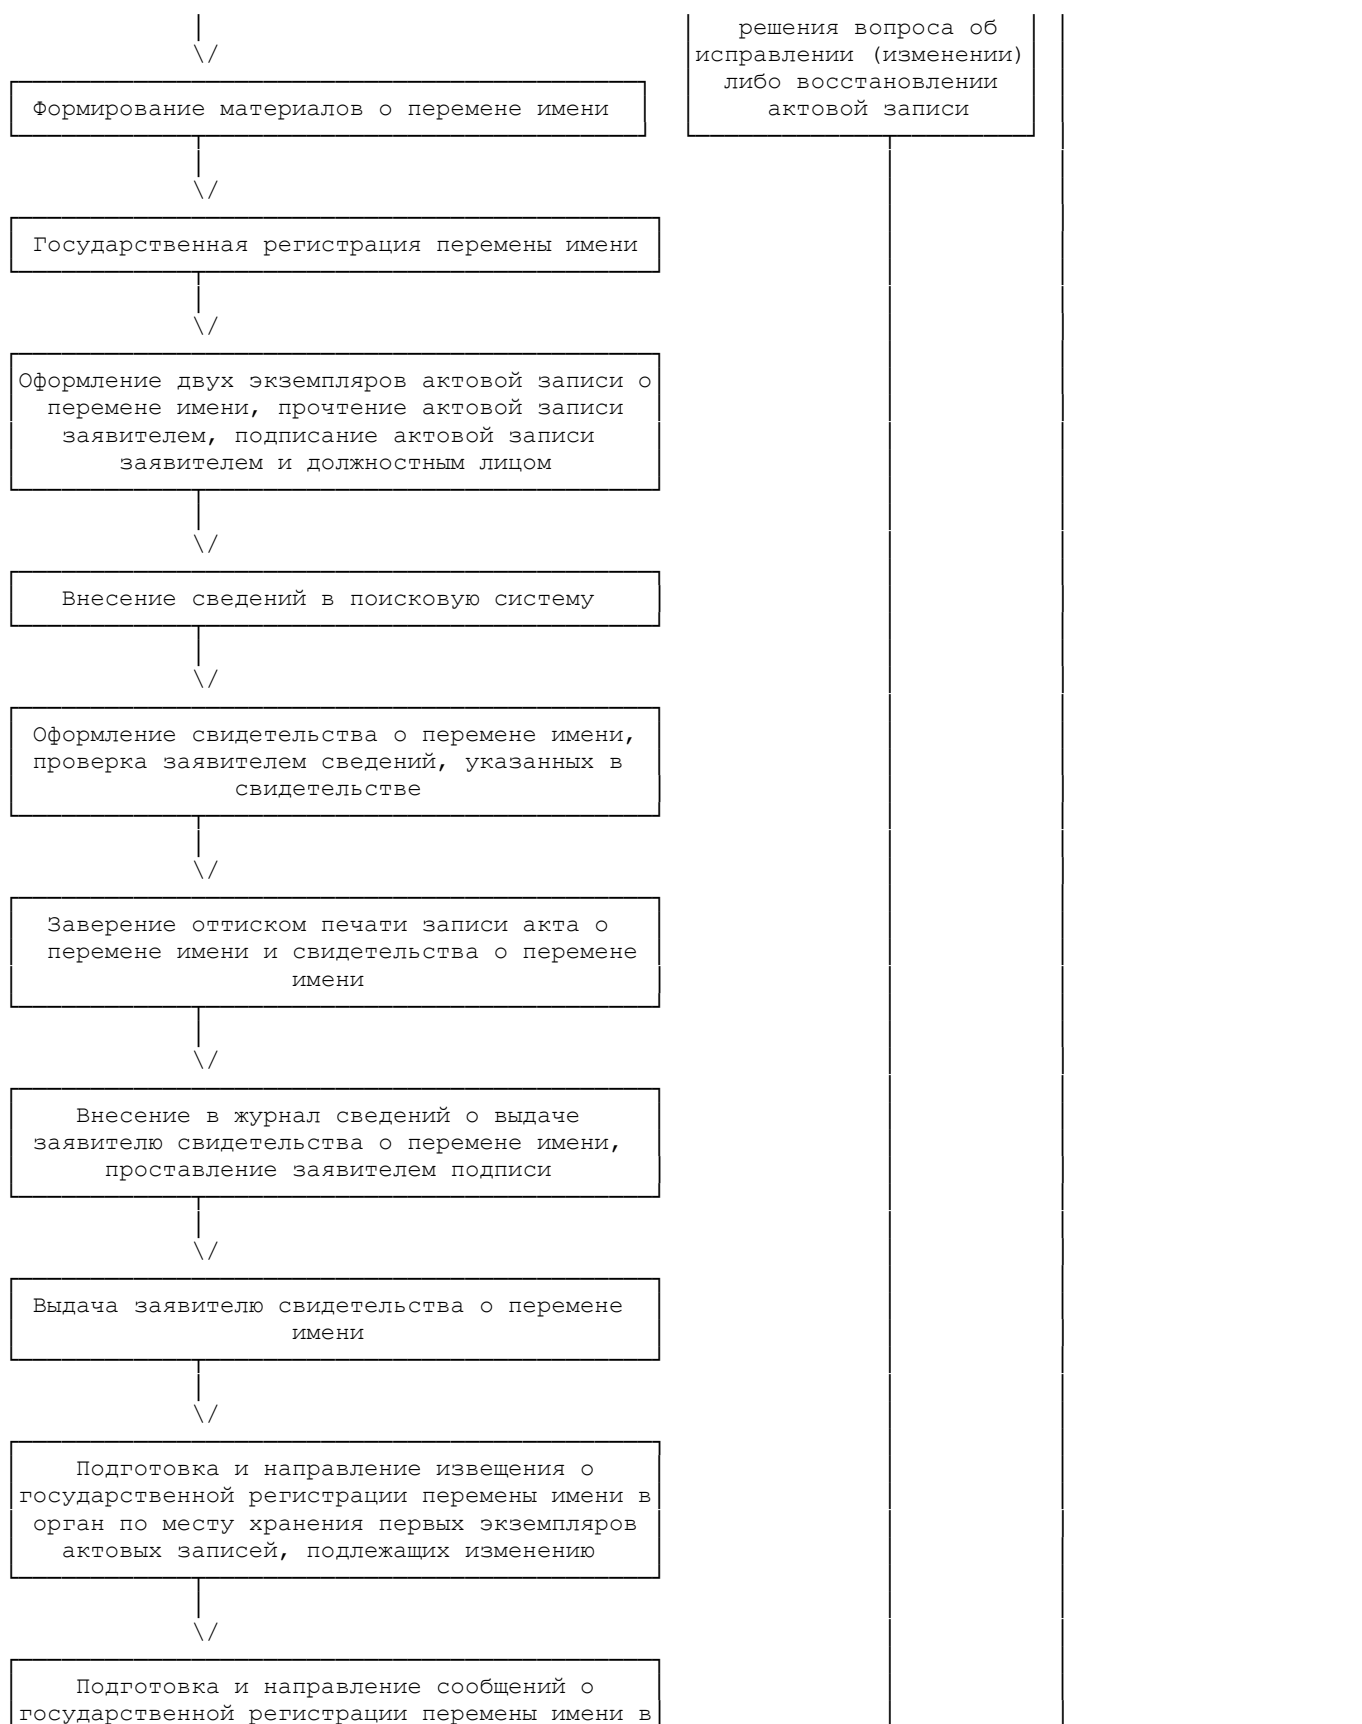 решения вопроса об
исправлении (изменении)
либо восстановлении
актовой записи
Формирование материалов о перемене имени
Государственная регистрация перемены имени
Оформление двух экземпляров актовой записи о
перемене имени, прочтение актовой записи
заявителем, подписание актовой записи
заявителем и должностным лицом
Внесение сведений в поисковую систему
Оформление свидетельства о перемене имени,
проверка заявителем сведений, указанных в
свидетельстве
Заверение оттиском печати записи акта о
перемене имени и свидетельства о перемене
имени
Внесение в журнал сведений о выдаче
заявителю свидетельства о перемене имени,
проставление заявителем подписи
Выдача заявителю свидетельства о перемене
имени
Подготовка и направление извещения о
государственной регистрации перемены имени в
орган по месту хранения первых экземпляров
актовых записей, подлежащих изменению
Подготовка и направление сообщений о
государственной регистрации перемены имени в